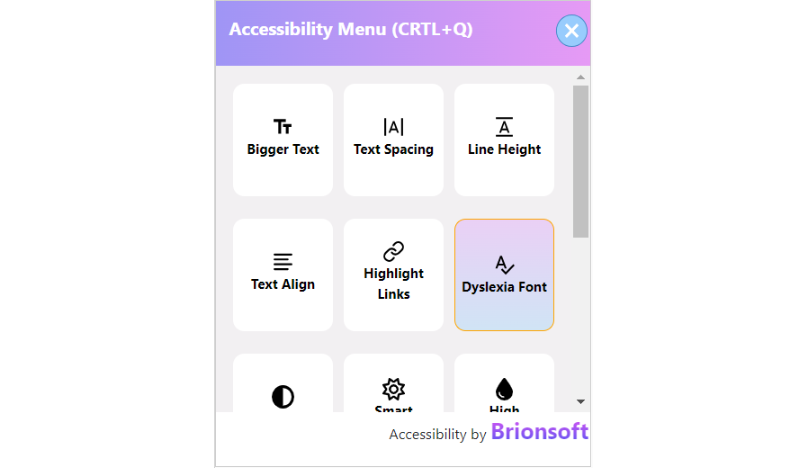 Accessibility Menu (CRTL+Q)
Bigger Text
Text Spacing
Line Height
Text Align
Highlight
Links
Dyslexia Font
Smart
High
Accessibility by Brionsoft